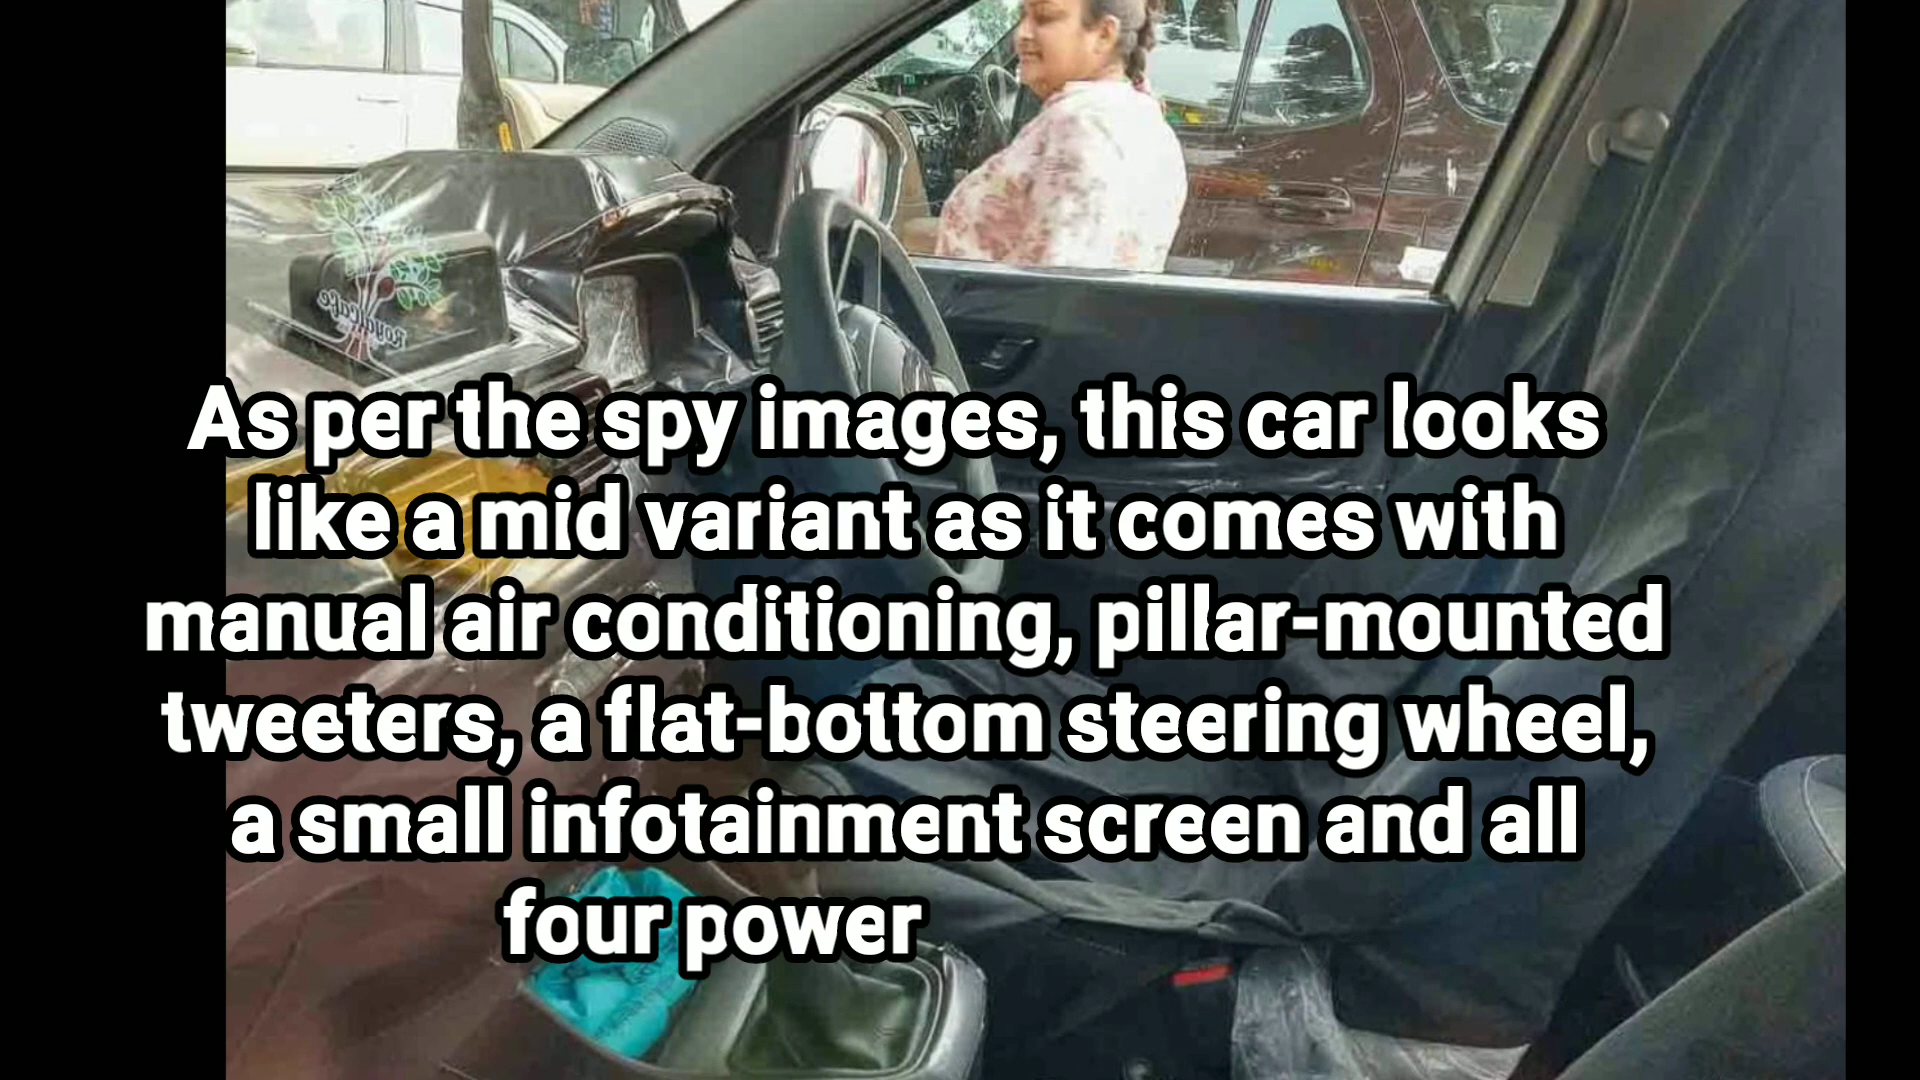 royalcafe
As per the spy images, this car looks
like a mid variant as it comes with
manual air conditioning, pillar-mounted
tweeters, a flat-bottom steering wheel,
a small infotainment screen and all
four power